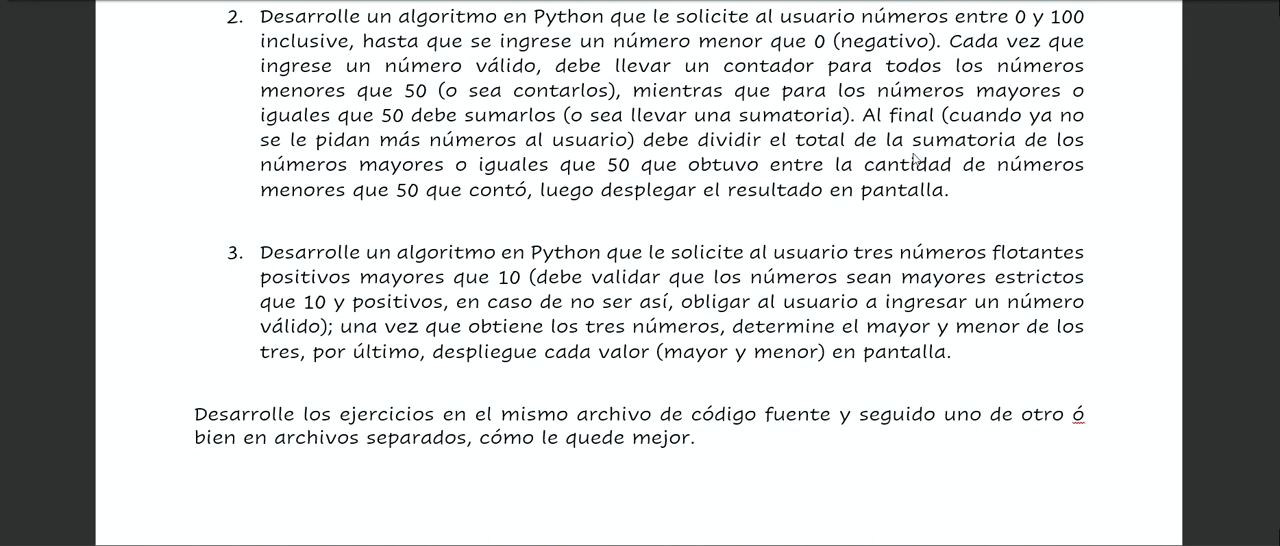 2. Desarrolle un algoritmo en Python que le solicite al usuario números entre 0 y 100
inclusive, hasta que se ingrese un número menor que 0 (negativo). Cada vez que
ingrese un número válido, debe llevar un contador para todos los números
menores que 50 (o sea contarlos), mientras que para los números mayores o
iguales que 50 debe sumarlos (o sea llevar una sumatoria). Al final (cuando ya no
se le pidan más números al usuario) debe dividir el total de la sumatoria de los
números mayores o iguales que 50 que obtuvo entre la cantidad de números
menores que 50 que contó, luego desplegar el resultado en pantalla.
3. Desarrolle un algoritmo en Python que le solicite al usuario tres números flotantes
positivos mayores que 10 (debe validar que los números sean mayores estrictos
que 10 y positivos, en caso de no ser así, obligar al usuario a ingresar un número
válido); una vez que obtiene los tres números, determine el mayor y menor de los
tres, por último, despliegue cada valor (mayor y menor) en pantalla.
Desarrolle los ejercicios en el mismo archivo de código fuente y seguido uno de otro ó
bien en archivos separados, cómo le quede mejor.